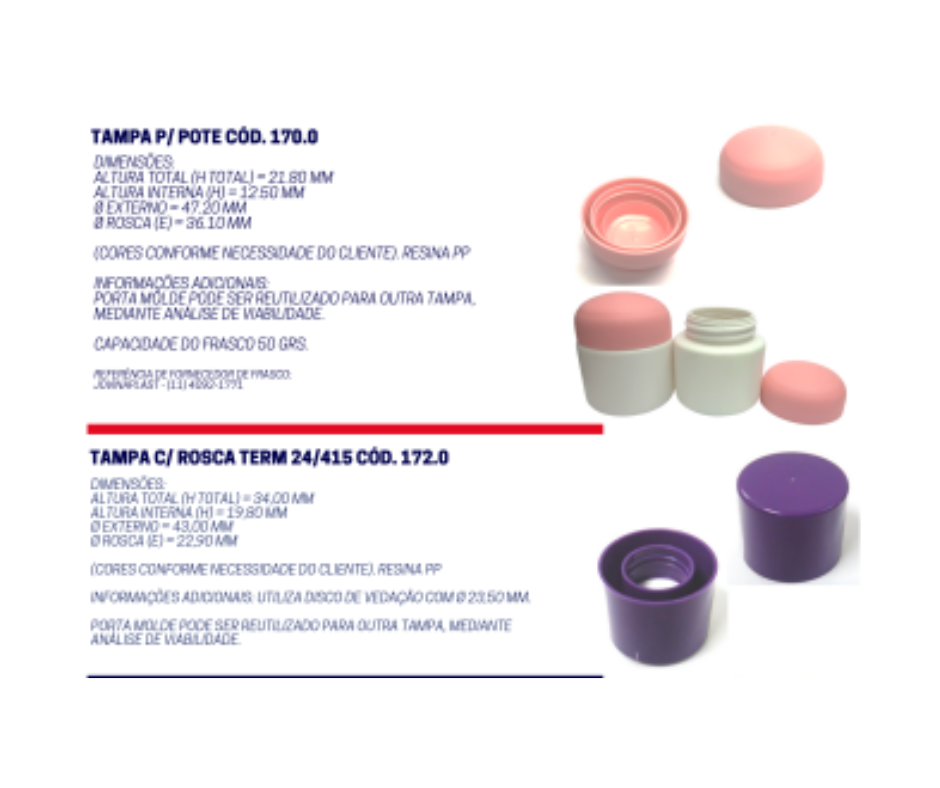 TAMPA P/ POTE CÓD. 170.0
DIMENSÕES:
ALTURA TOTAL (H TOTAL) = 21.80 MM
ALTURA INTERNA (H) = 12.50 MM
Ø EXTERNO = 47,20 MM
Ø ROSCA (E) = 36.10 MM
(CORES CONFORME NECESSIDADE DO CLIENTE). RESINA PP
INFORMAÇÕES ADICIONAIS:
PORTA MOLDE PODE SER REUTILIZADO PARA OUTRA TAMPA,
MEDIANTE ANÁLISE DE VIABILIDADE.
CAPACIDADE DO FRASCO 50 GRS.
REFERÊNCIA DE FORNECEDOR DE FRASCO:
(11) 4092-1771
TAMPA C/ ROSCA TERM 24/415 CÓD. 172.0
DIMENSÕES:
ALTURA TOTAL (H TOTAL) = 34,00 MM
ALTURA INTERNA (H) = 19,80 MM
Ø EXTERNO = 43,00 MM
Ø ROSCA (E) = 22,90 MM
(CORES CONFORME NECESSIDADE DO CLIENTE). RESINA PP
INFORMAÇÕES ADICIONAIS: UTILIZA DISCO DE VEDAÇÃO COM Ø 23,50 MM.
PORTA MOLDE PODE SER REUTILIZADO PARA OUTRA TAMPA, MEDIANTE
ANÁLISE DE VIABILIDADE.